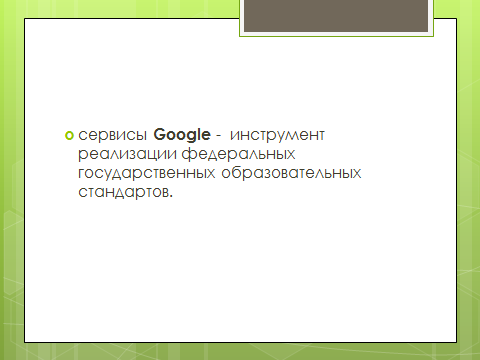 сервисы Google -  инструмент
реализации федеральных
государственных образовательных
стандартов.